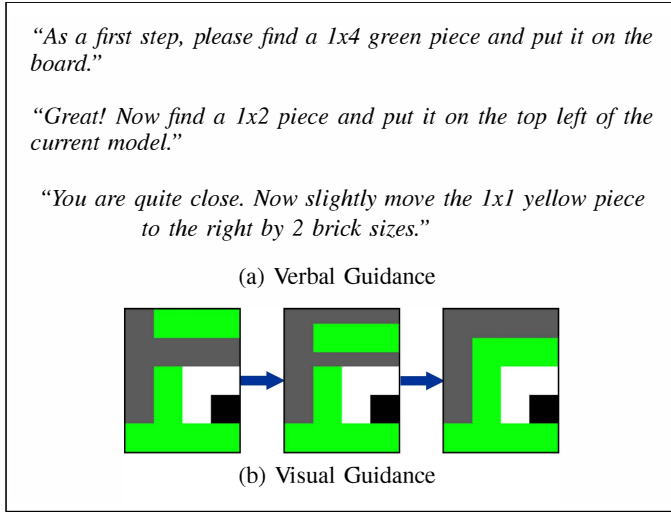 “As a first step, please find a 1x4 green piece and put it on the
board.”
“Great! Now find a 1x2 piece and put it on the top left of the
current model.”
“You are quite close. Now slightly move the 1x1 yellow piece
to the right by 2 brick sizes.”
(a) Verbal Guidance
(b) Visual Guidance